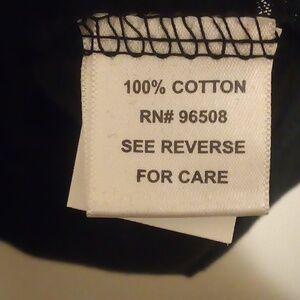 100% COTTON
RN# 96508
SEE REVERSE
FOR CARE